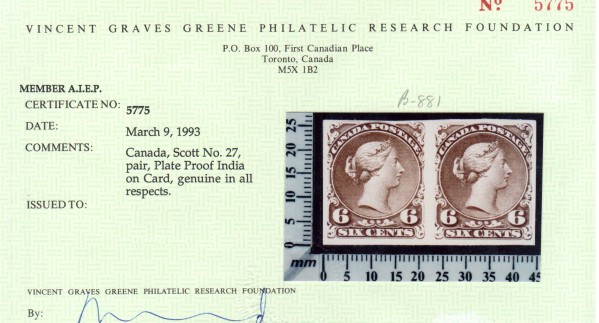 Nº 5775
VINCENT GRAVES GREENE PHILATELIC RESEARCH FOUNDATION
P.O. Box 100, First Canadian Place
Toronto, Canada
M5X 1B2
MEMBER A.I.E.P.
CERTIFICATE NO: 5775
DATE: March 9, 1993
COMMENTS: Canada, Scott No. 27,
pair, Plate Proof India
on Card, genuine in all
respects.
ISSUED TO:
B-881
25
20
15
10
5
0
CANADA POSTAGE CANADA POSTAGE
6 6 6 6
SIX CENTS SIX CENTS
mm 0 5 10 15 20 25 30 35 40 45
VINCENT GRAVES GREENE PHILATELIC RESEARCH FOUNDATION
By: